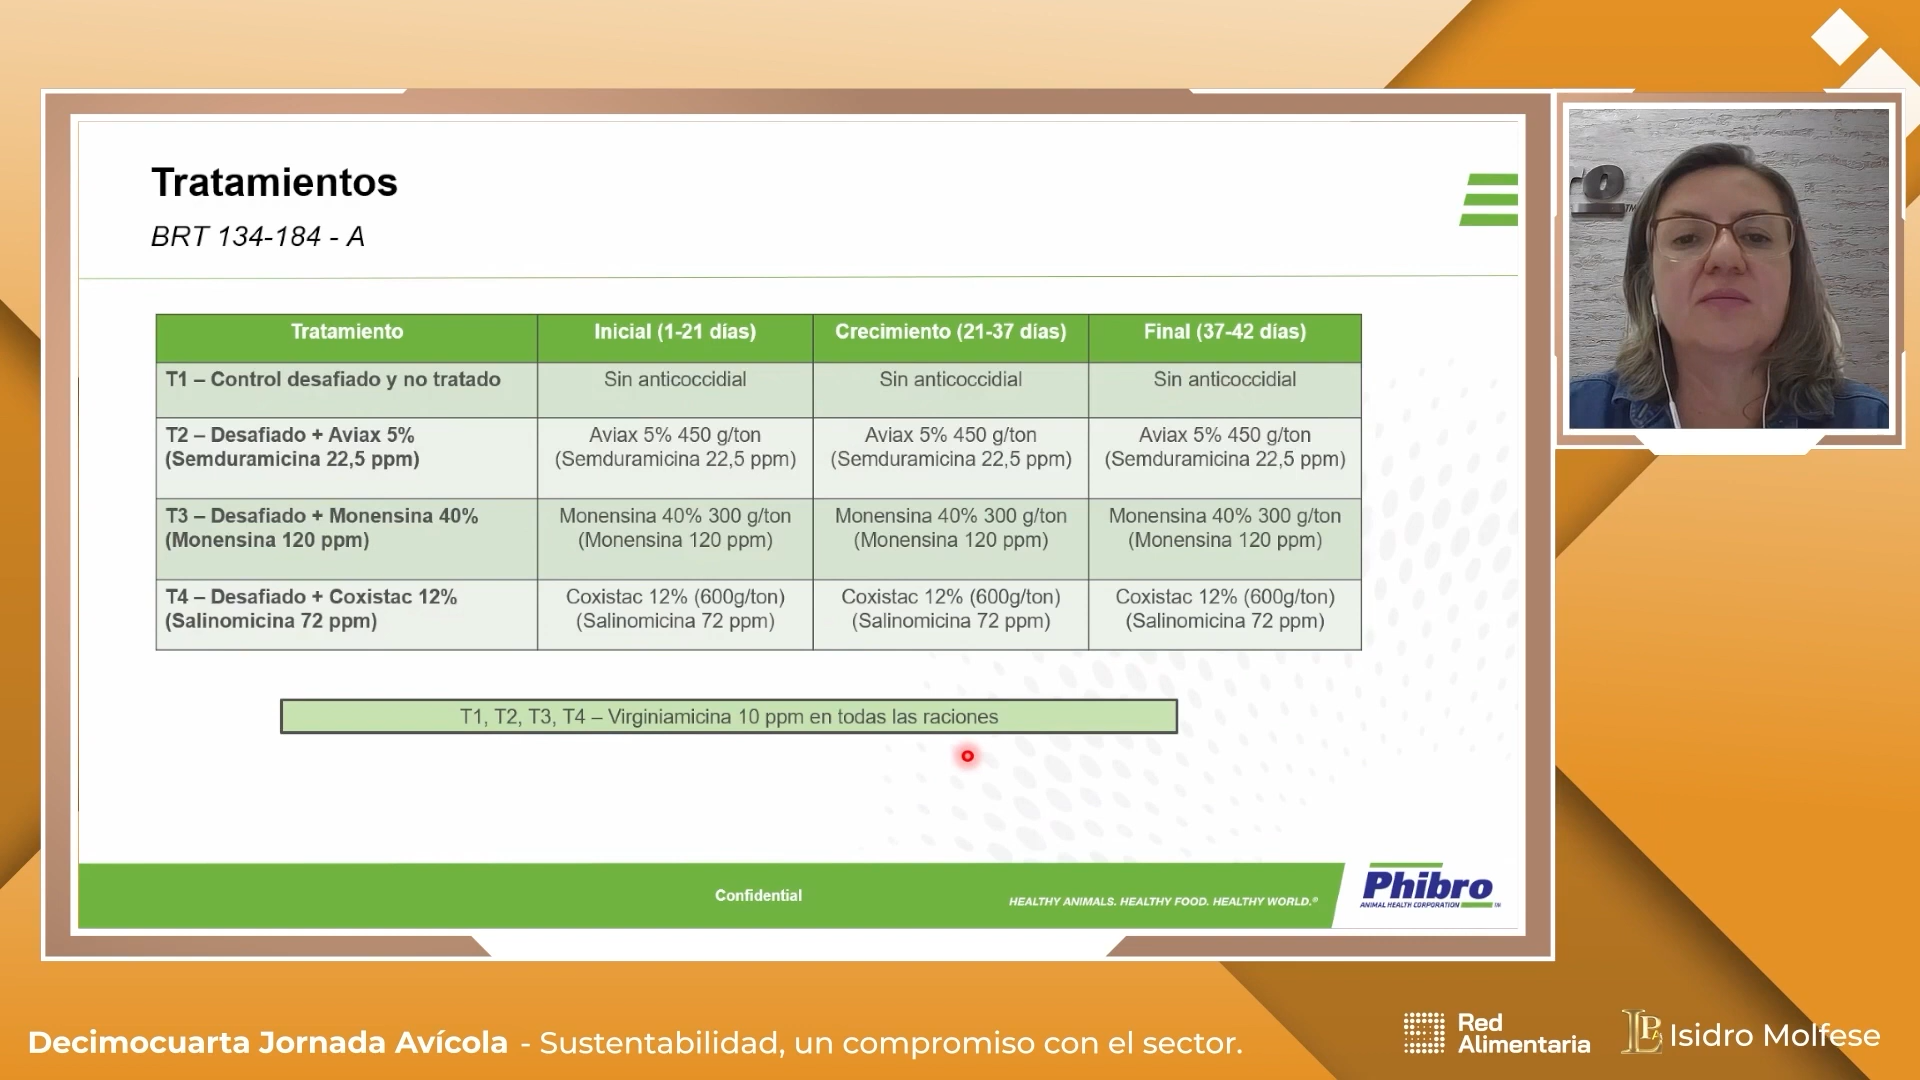 Tratamientos
BRT 134-184 - A
Tratamiento
Inicial (1-21 días)
Crecimiento (21-37 días)
Final (37-42 días)
T1 – Control desafiado y no tratado
Sin anticoccidial
Sin anticoccidial
Sin anticoccidial
T2 – Desafiado + Aviax 5%
(Semduramicina 22,5 ppm)
Aviax 5% 450 g/ton
(Semduramicina 22,5 ppm)
Aviax 5% 450 g/ton
(Semduramicina 22,5 ppm)
Aviax 5% 450 g/ton
(Semduramicina 22,5 ppm)
T3 – Desafiado + Monensina 40%
(Monensina 120 ppm)
Monensina 40% 300 g/ton
(Monensina 120 ppm)
Monensina 40% 300 g/ton
(Monensina 120 ppm)
Monensina 40% 300 g/ton
(Monensina 120 ppm)
T4 – Desafiado + Coxistac 12%
(Salinomicina 72 ppm)
Coxistac 12% (600g/ton)
(Salinomicina 72 ppm)
Coxistac 12% (600g/ton)
(Salinomicina 72 ppm)
Coxistac 12% (600g/ton)
(Salinomicina 72 ppm)
T1, T2, T3, T4 – Virginiamicina 10 ppm en todas las raciones
Confidential
HEALTHY ANIMALS. HEALTHY FOOD. HEALTHY WORLD.®
Phibro
ANIMAL HEALTH CORPORATION
TM
ro
TM
Decimocuarta Jornada Avícola - Sustentabilidad, un compromiso con el sector.
Red
Alimentaria
Isidro Molfese